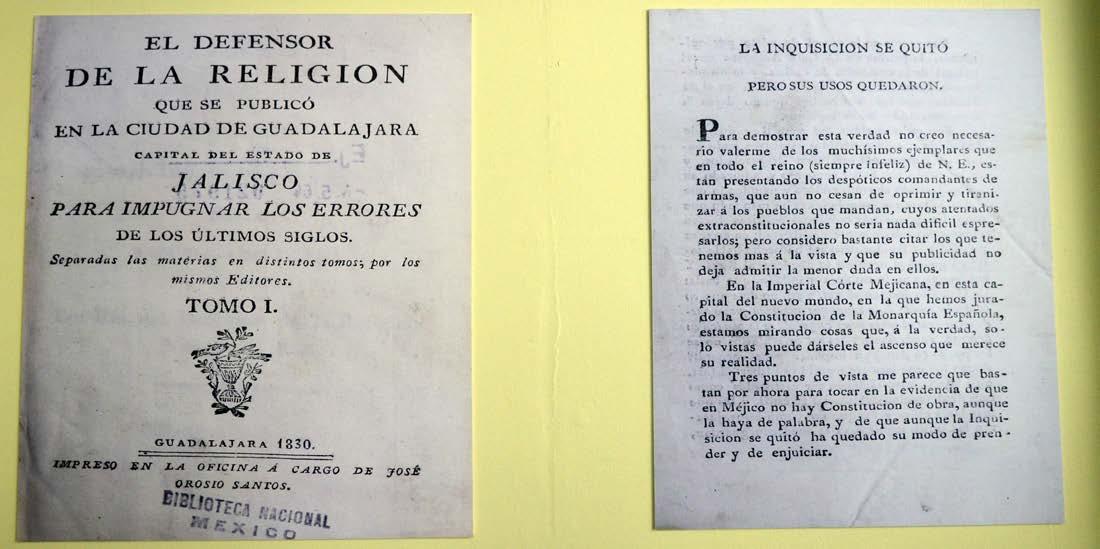 EL DEFENSOR
DE LA RELIGION
QUE SE PUBLICÓ
EN LA CIUDAD DE GUADALAJARA
CAPITAL DEL ESTADO DE
JALISCO
PARA IMPUGNAR LOS ERRORES
DE LOS ÚLTIMOS SIGLOS.
Separadas las materias en distintos tomos; por los
mismos Editores.
TOMO I.
GUADALAJARA 1830.
IMPRESO EN LA OFICINA Á CARGO DE JOSÉ
OROSIO SANTOS.
BIBLIOTECA NACIONAL
MEXICO
LA INQUISICION SE QUITÓ
PERO SUS USOS QUEDARON.
Para demostrar esta verdad no creo necesa-
rio valerme de los muchísimos ejemplares que
en todo el reino (siempre infeliz) de N. E., es-
tan presentando los despóticos comandantes de
armas, que aun no cesan de oprimir y tirani-
zar á los pueblos que mandan, cuyos atentados
extraconstitucionales no seria nada dificil espre-
sarlos; pero considero bastante citar los que te-
nemos mas á la vista y que su publicidad no
deja admitir la menor duda en ellos.
En la Imperial Córte Mejicana, en esta ca-
pital del nuevo mundo, en la que hemos jura-
do la Constitucion de la Monarquía Española,
estamos mirando cosas que, á la verdad, so-
lo vistas puede dárseles el ascenso que merece
su realidad.
Tres puntos de vista me parece que bas-
tan por ahora para tocar en la evidencia de que
en Méjico no hay Constitucion de obra, aunque
la haya de palabra, y de que aunque la Inqui-
sicion se quitó ha quedado su modo de pren-
der y de enjuiciar.